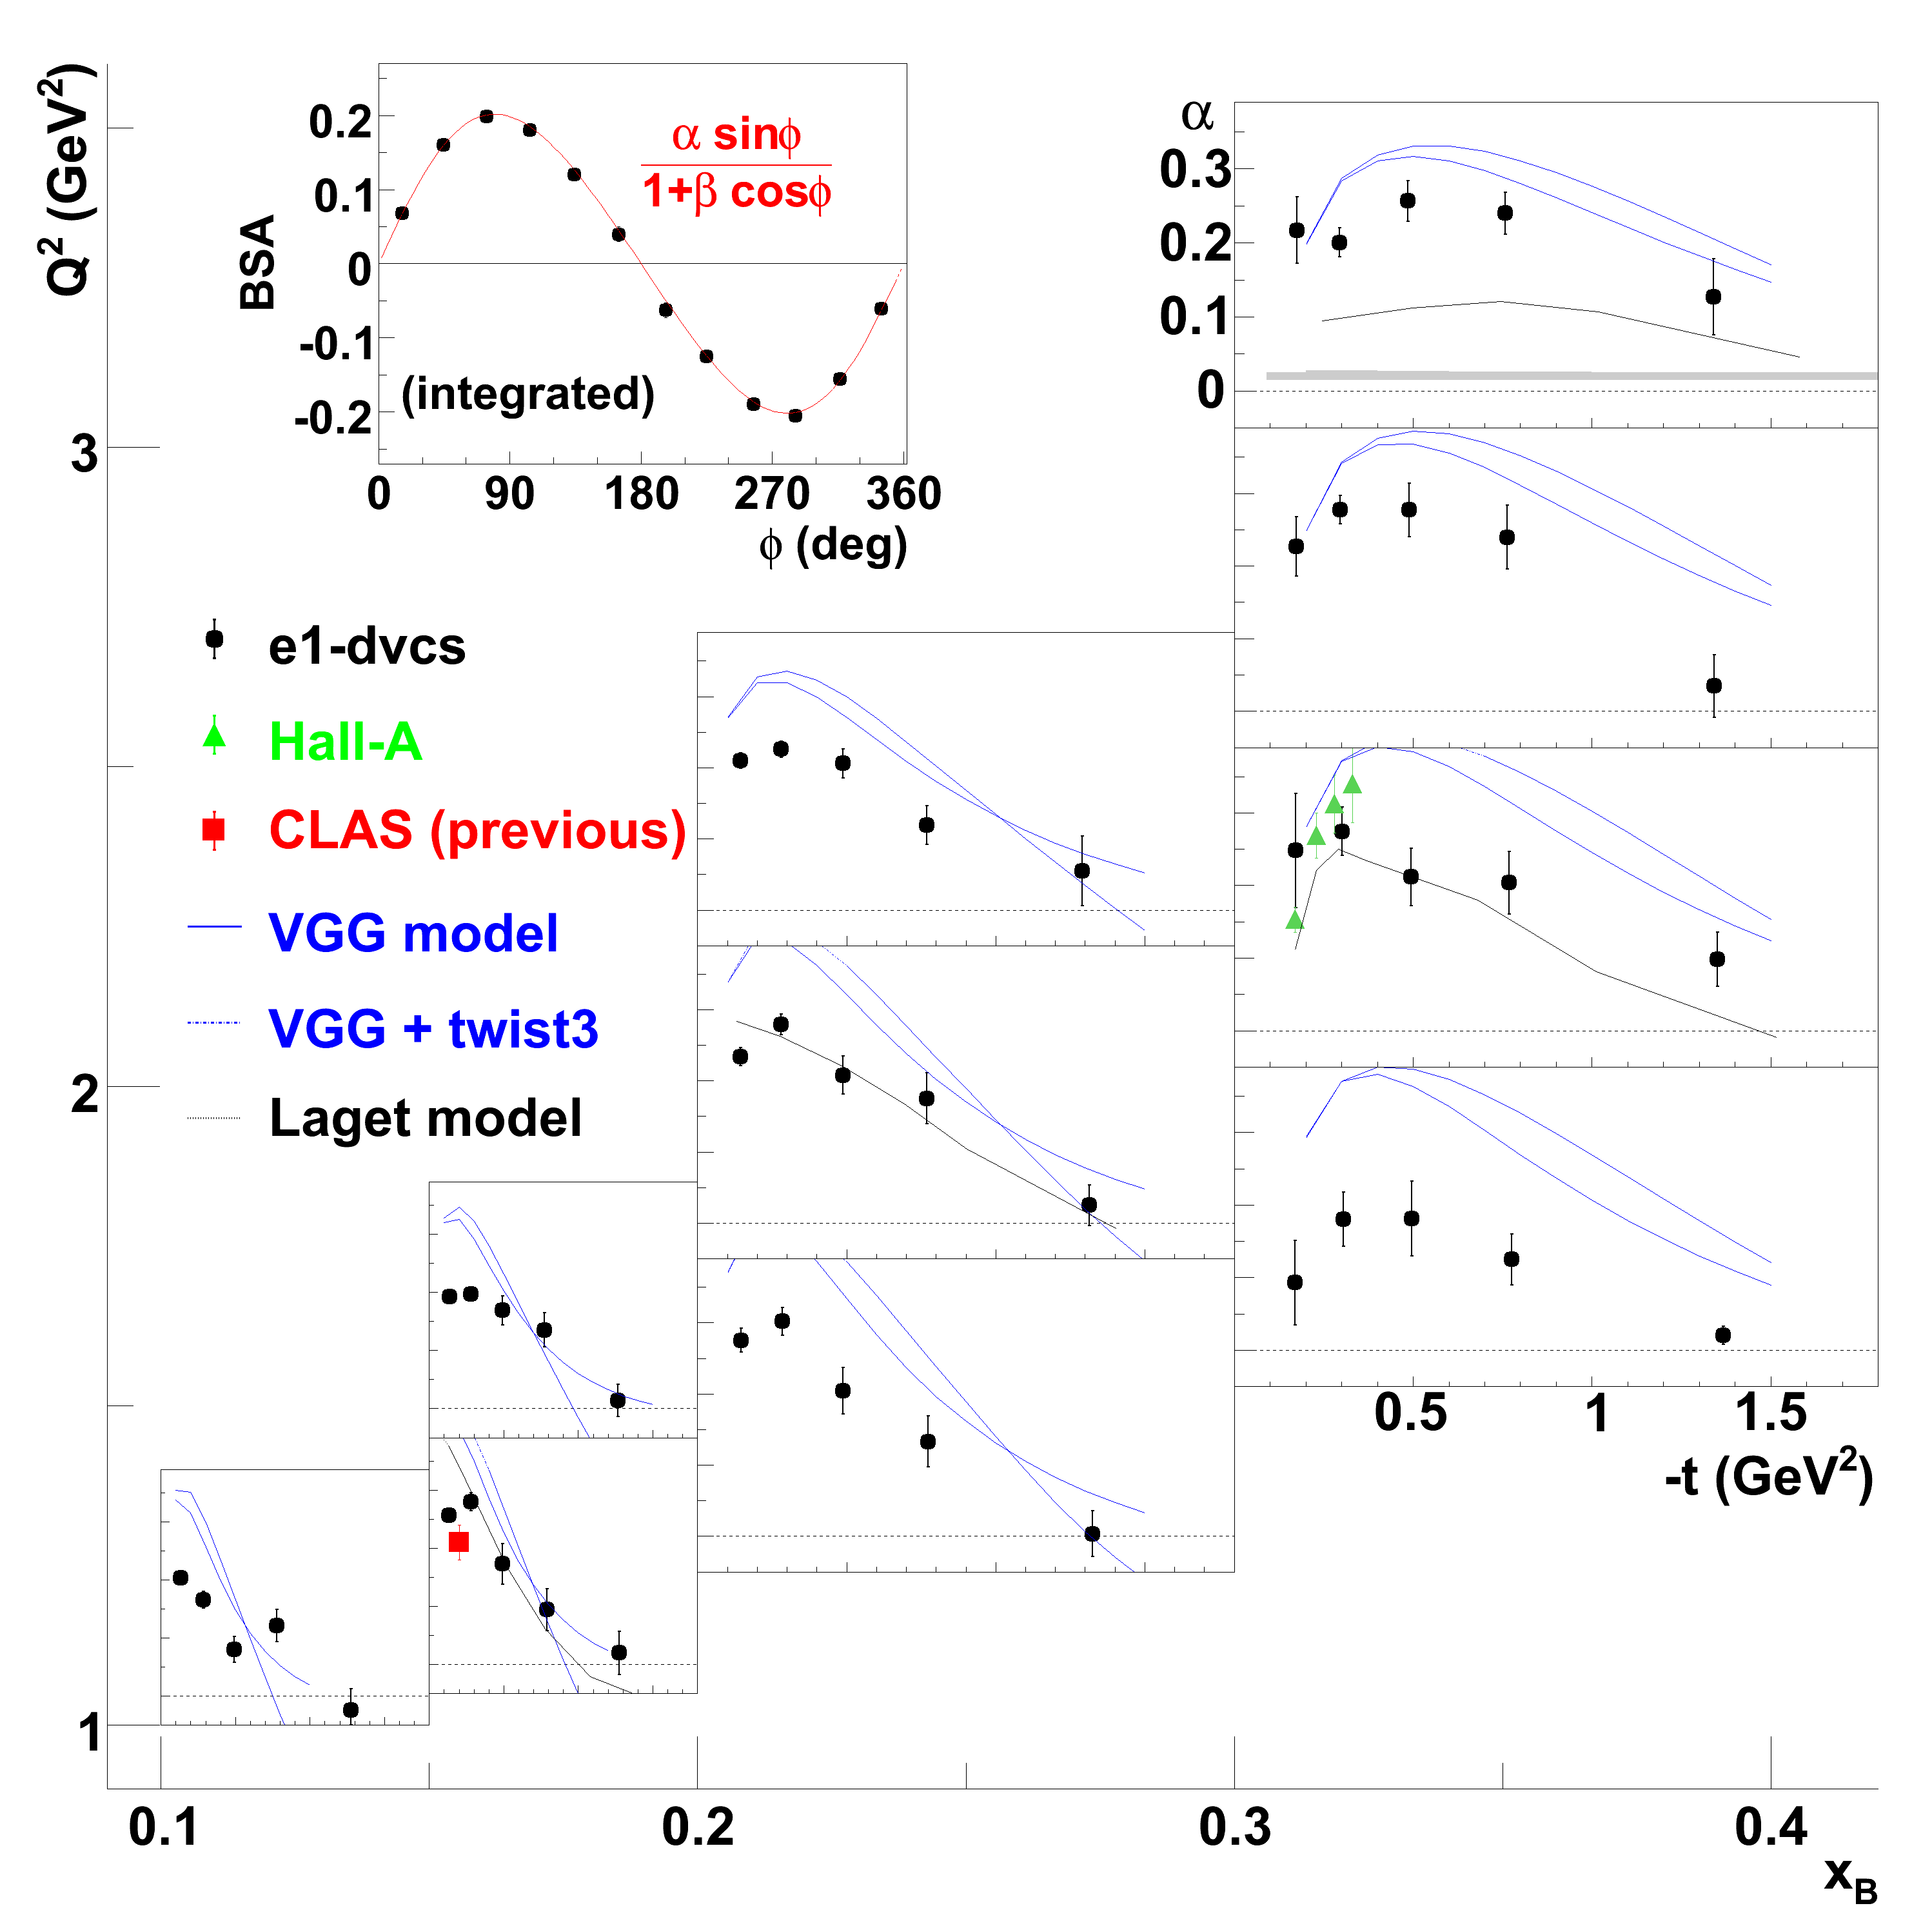 Q2 (GeV2)
3
2
1
BSA
0.2
0.1
0
-0.1
-0.2
α sinϕ
1+β cosϕ
(integrated)
0 90 180 270 360
ϕ (deg)
α
0.3
0.2
0.1
0
e1-dvcs
Hall-A
CLAS (previous)
VGG model
VGG + twist3
Laget model
0.5 1 1.5
-t (GeV2)
0.1 0.2 0.3 0.4
xB